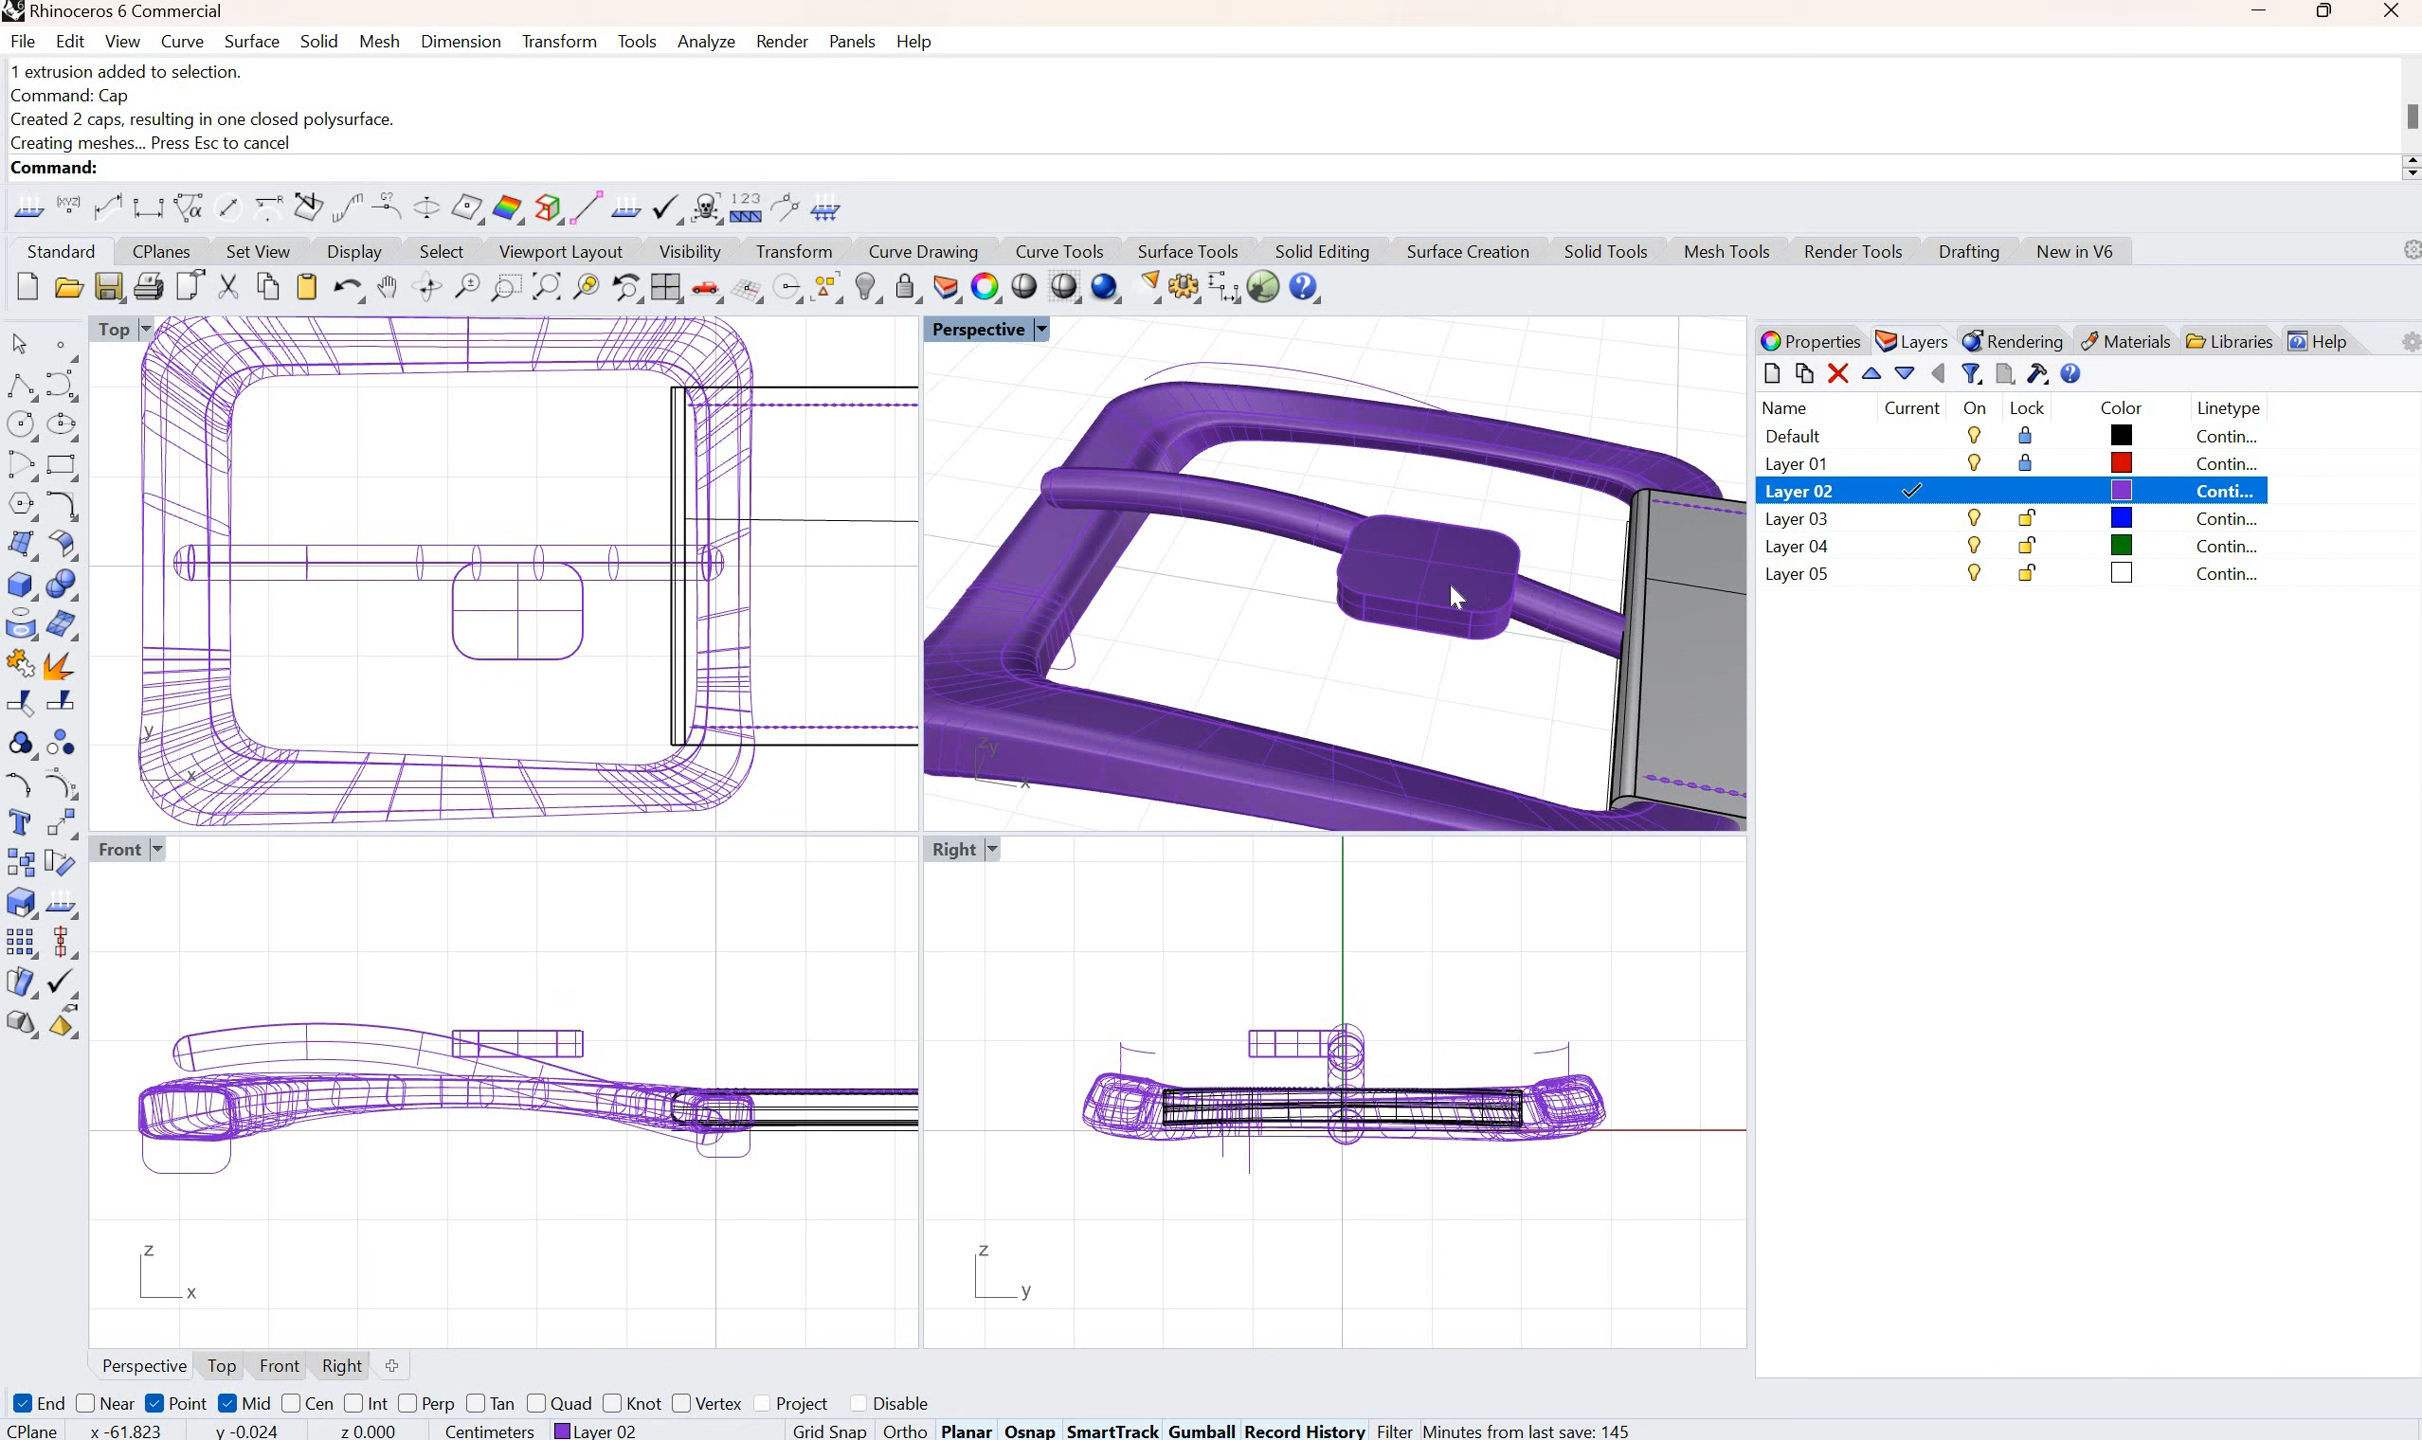 Rhinoceros 6 Commercial
File Edit View Curve Surface Solid Mesh Dimension Transform Tools Analyze Render Panels Help
1 extrusion added to selection.
Command: Cap
Created 2 caps, resulting in one closed polysurface.
Creating meshes... Press Esc to cancel
Command:
Standard CPlanes Set View Display Select Viewport Layout Visibility Transform Curve Drawing Curve Tools Surface Tools Solid Editing Surface Creation Solid Tools Mesh Tools Render Tools Drafting New in V6
Top
y
x
Perspective
z y
x
Front
z
x
Right
z
y
Properties Layers Rendering Materials Libraries Help
Name Current On Lock Color Linetype
Default Contin...
Layer 01 Contin...
Layer 02 Conti...
Layer 03 Contin...
Layer 04 Contin...
Layer 05 Contin...
Perspective Top Front Right
End Near Point Mid Cen Int Perp Tan Quad Knot Vertex Project Disable
CPlane x -61.823 y -0.024 z 0.000 Centimeters Layer 02 Grid Snap Ortho Planar Osnap SmartTrack Gumball Record History Filter Minutes from last save: 145